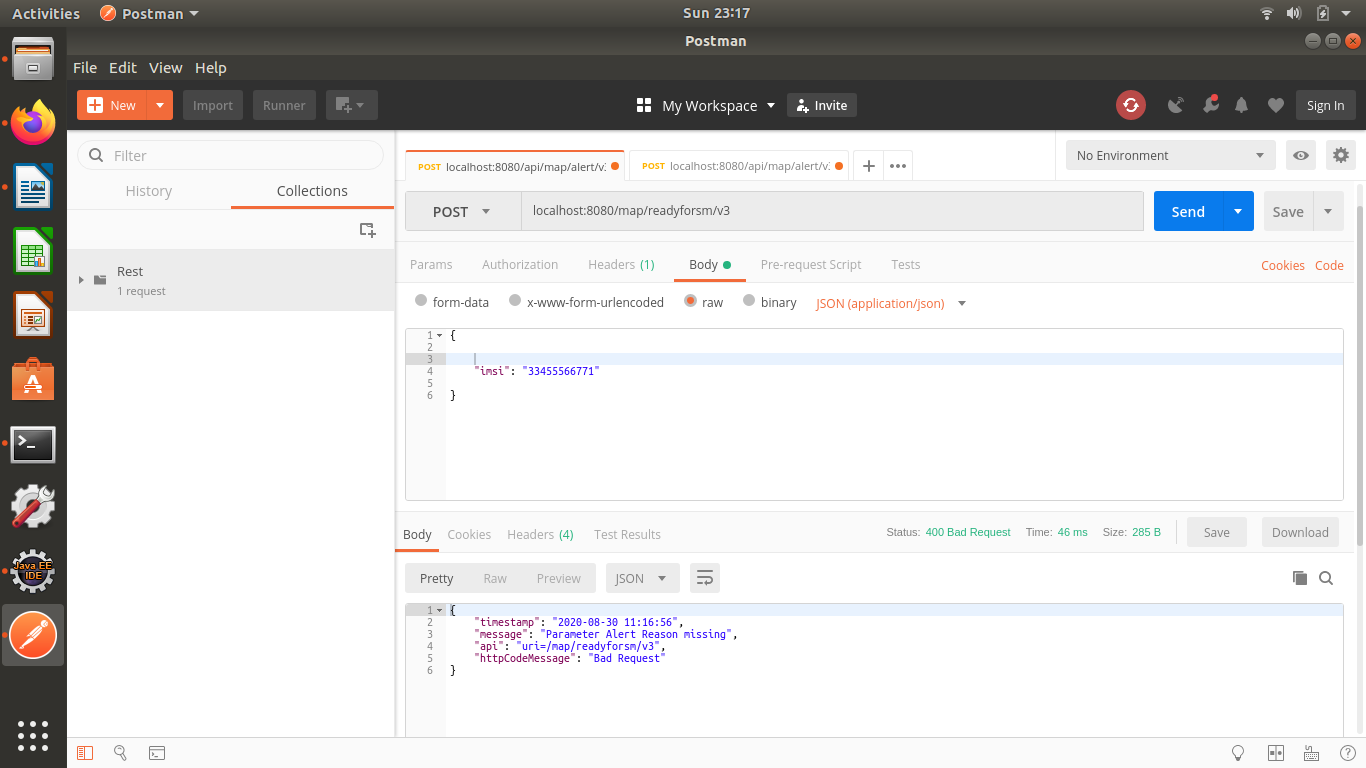 Activities Postman Sun 23:17
Postman
File Edit View Help
New Import Runner My Workspace Invite Sign In
Filter
History Collections
Rest
1 request
POST localhost:8080/api/map/alert/v POST localhost:8080/api/map/alert/v. + ••• No Environment
POST localhost:8080/map/readyforsm/v3 Send Save
Params Authorization Headers (1) Body Pre-request Script Tests Cookies Code
form-data x-www-form-urlencoded raw binary JSON (application/json)
1 {
2
3
4 "imsi": "33455566771"
5
6 }
Body Cookies Headers (4) Test Results Status: 400 Bad Request Time: 46 ms Size: 285 B Save Download
Pretty Raw Preview JSON
1 {
2 "timestamp": "2020-08-30 11:16:56",
3 "message": "Parameter Alert Reason missing",
4 "api": "uri=/map/readyforsm/v3",
5 "httpCodeMessage": "Bad Request"
6 }
Java EE
IDE